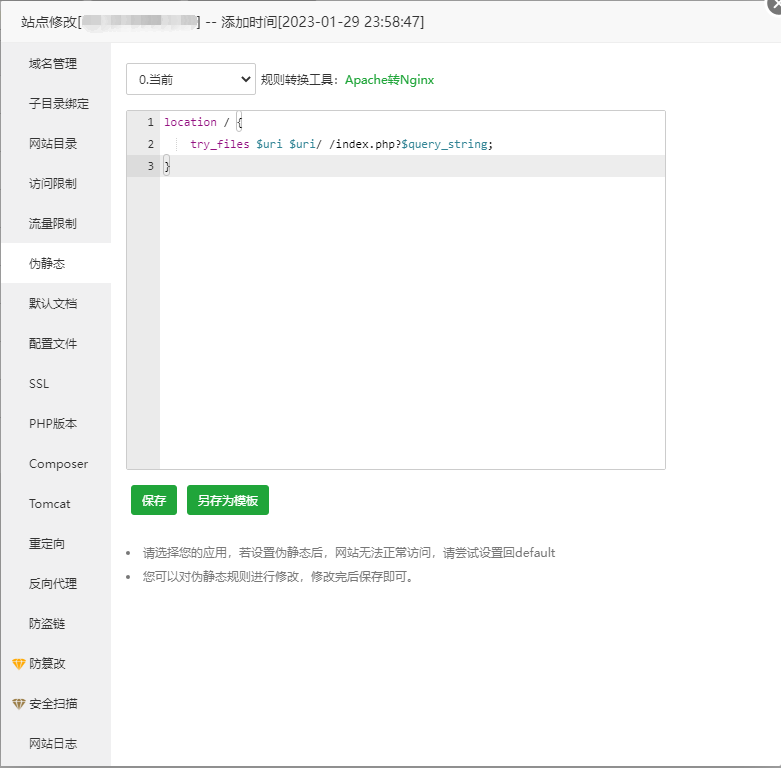 站点修改[] -- 添加时间[2023-01-29 23:58:47]
域名管理
子目录绑定
网站目录
访问限制
流量限制
伪静态
默认文档
配置文件
SSL
PHP版本
Composer
Tomcat
重定向
反向代理
防盗链
防篡改
安全扫描
网站日志
0.当前 规则转换工具：Apache转Nginx
1 location / {
2 try_files $uri $uri/ /index.php?$query_string;
3 }
保存 另存为模板
请选择您的应用，若设置伪静态后，网站无法正常访问，请尝试设置回default
您可以对伪静态规则进行修改，修改完后保存即可。